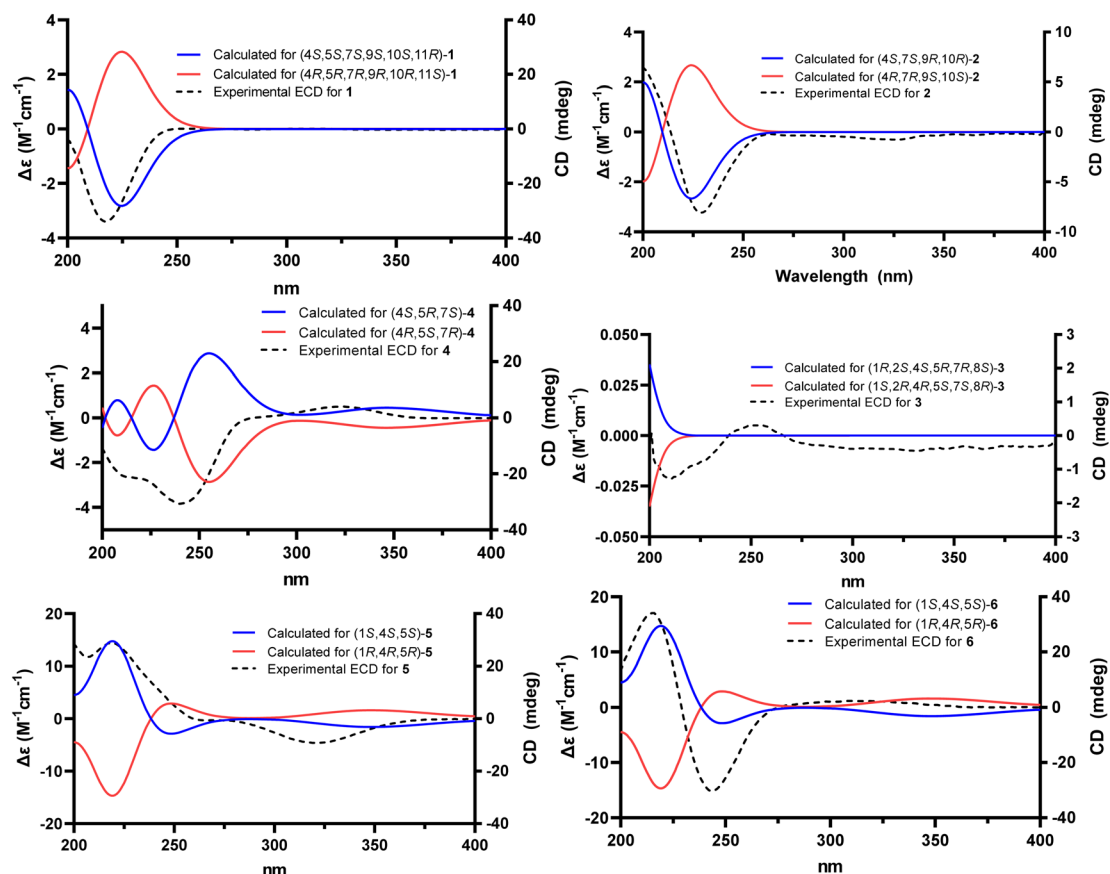 Calculated for (4S,5S,7S,9S,10S,11R)-1
Calculated for (4R,5R,7R,9R,10R,11S)-1
Experimental ECD for 1
4
2
0
-2
-4
Δε (M⁻¹cm⁻¹)
40
20
0
-20
-40
CD (mdeg)
200 250 300 350 400
nm
Calculated for (4S,7S,9R,10R)-2
Calculated for (4R,7R,9S,10S)-2
Experimental ECD for 2
4
2
0
-2
-4
Δε (M⁻¹cm⁻¹)
10
5
0
-5
-10
CD (mdeg)
200 250 300 350 400
Wavelength (nm)
Calculated for (4S,5R,7S)-4
Calculated for (4R,5S,7R)-4
Experimental ECD for 4
4
2
0
-2
-4
Δε (M⁻¹cm⁻¹)
40
20
0
-20
-40
CD (mdeg)
200 250 300 350 400
nm
Calculated for (1R,2S,4S,5R,7R,8S)-3
Calculated for (1S,2R,4R,5S,7S,8R)-3
Experimental ECD for 3
0.050
0.025
0.000
-0.025
-0.050
Δε (M⁻¹cm⁻¹)
3
2
1
0
-1
-2
-3
CD (mdeg)
200 250 300 350 400
nm
Calculated for (1S,4S,5S)-5
Calculated for (1R,4R,5R)-5
Experimental ECD for 5
20
10
0
-10
-20
Δε (M⁻¹cm⁻¹)
40
20
0
-20
-40
CD (mdeg)
200 250 300 350 400
nm
Calculated for (1S,4S,5S)-6
Calculated for (1R,4R,5R)-6
Experimental ECD for 6
20
10
0
-10
-20
Δε (M⁻¹cm⁻¹)
40
20
0
-20
-40
CD (mdeg)
200 250 300 350 400
nm